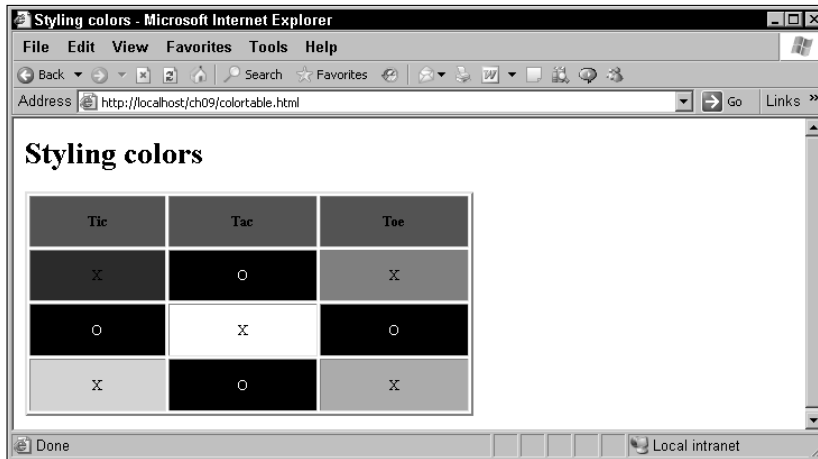 Styling colors - Microsoft Internet Explorer
File Edit View Favorites Tools Help
Back Search Favorites
Address http://localhost/ch09/colortable.html Go Links »
Styling colors
Tic Tac Toe
X O X
O X O
X O X
Done Local intranet